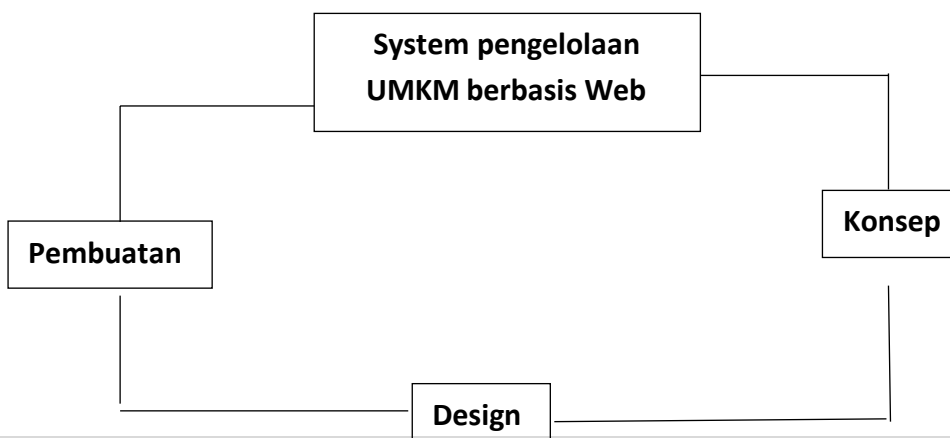 System pengelolaan
UMKM berbasis Web
Konsep
Pembuatan
Design